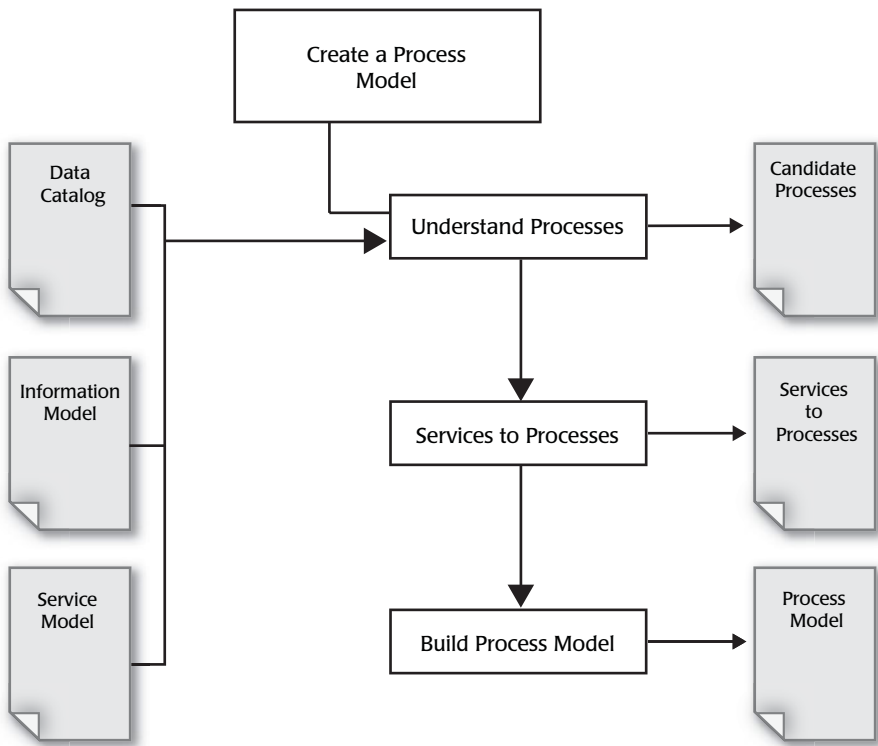 Create a Process
Model
Data
Catalog
Understand Processes
Candidate
Processes
Information
Model
Services to Processes
Services
to
Processes
Service
Model
Build Process Model
Process
Model